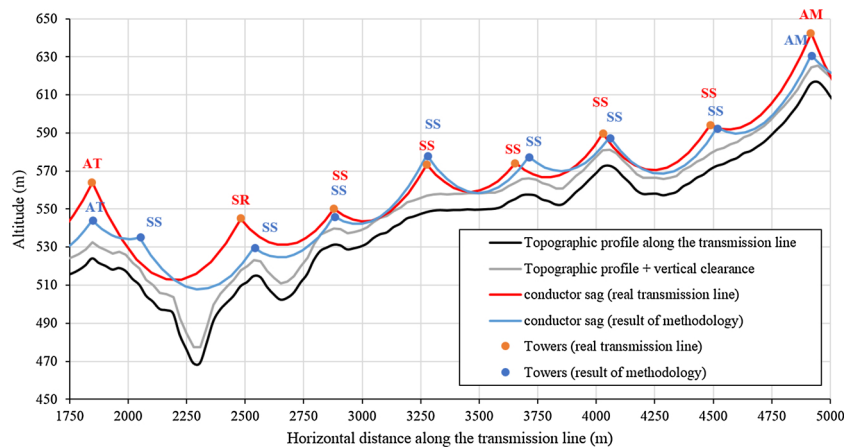 650
630
610
590
570
550
530
510
490
470
450
Altitude (m)
1750 2000 2250 2500 2750 3000 3250 3500 3750 4000 4250 4500 4750 5000
Horizontal distance along the transmission line (m)
AT
AT
SS
SR
SS
SS
SS
SS
SS
SS
SS
SS
SS
SS
SS
AM
AM
Topographic profile along the transmission line
Topographic profile + vertical clearance
conductor sag (real transmission line)
conductor sag (result of methodology)
Towers (real transmission line)
Towers (result of methodology)